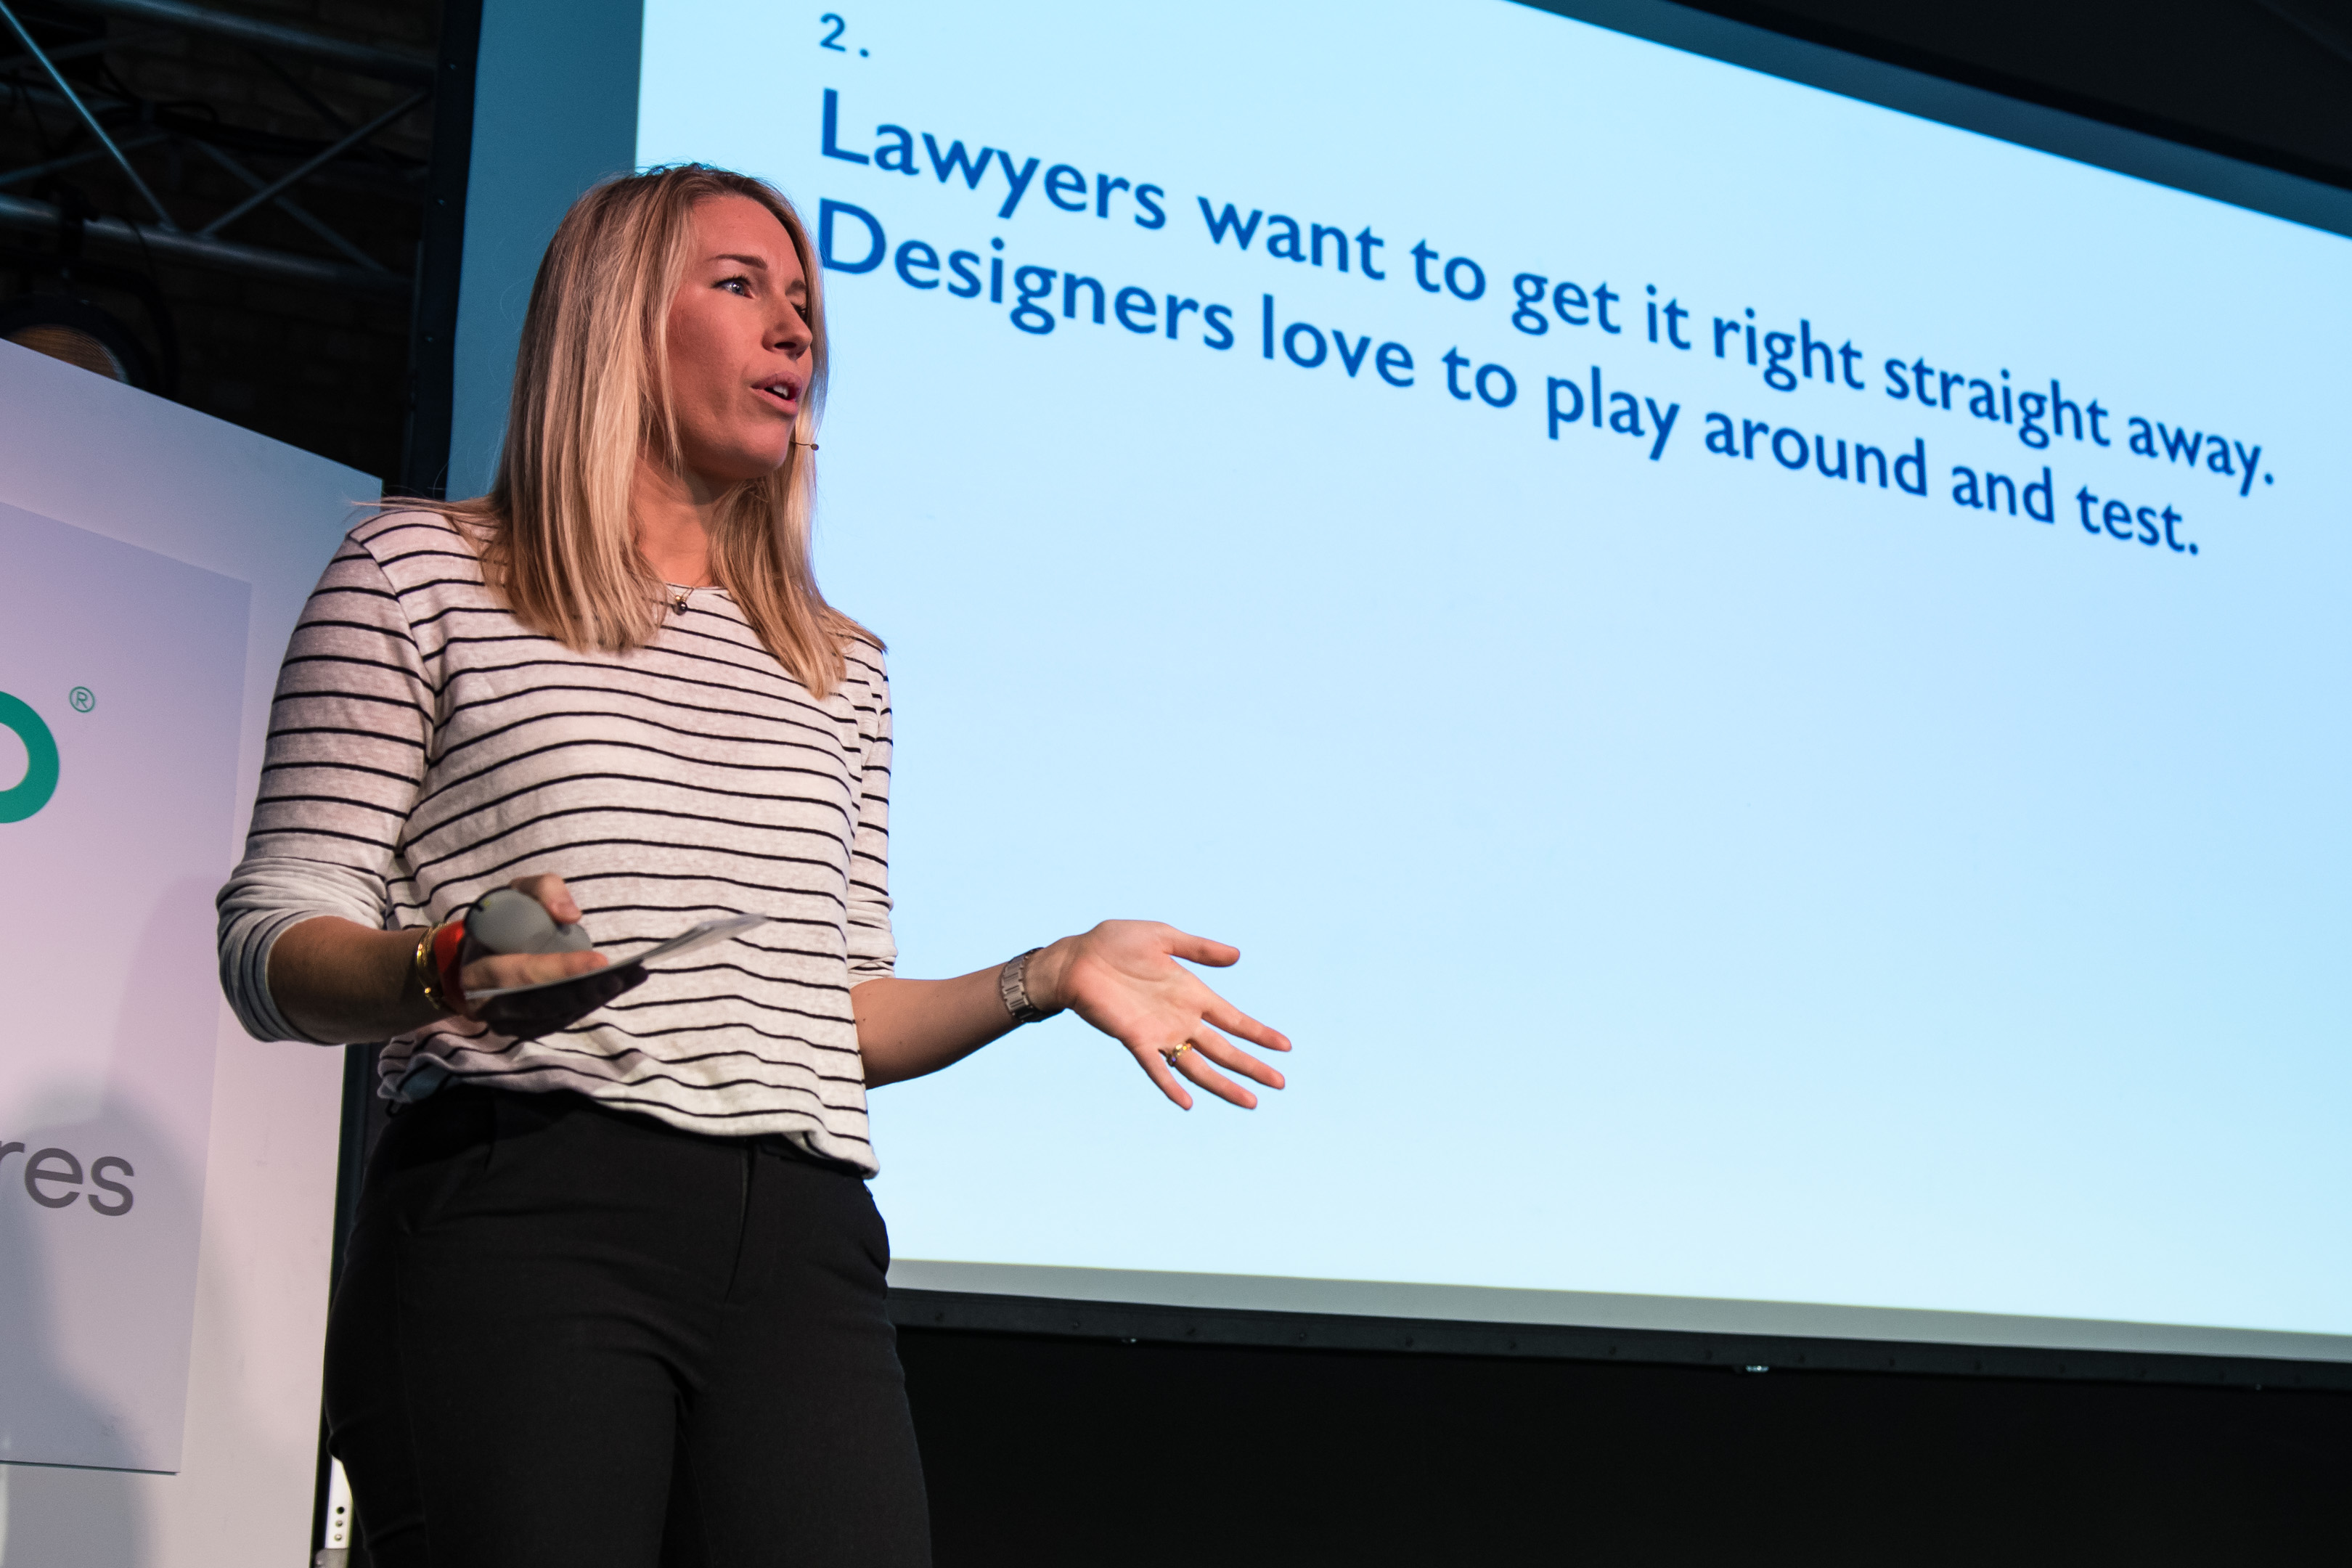 2.
Lawyers want to get it right straight away.
Designers love to play around and test.
®
res